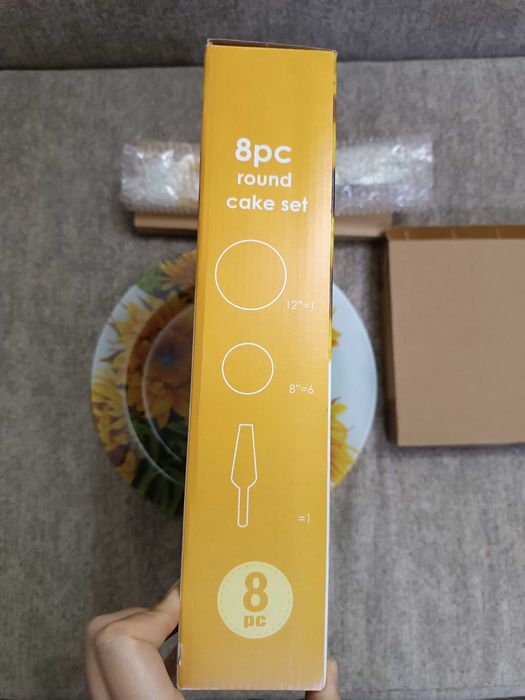 8pc
round
cake set
12"=1
8"=6
=1
8
pc